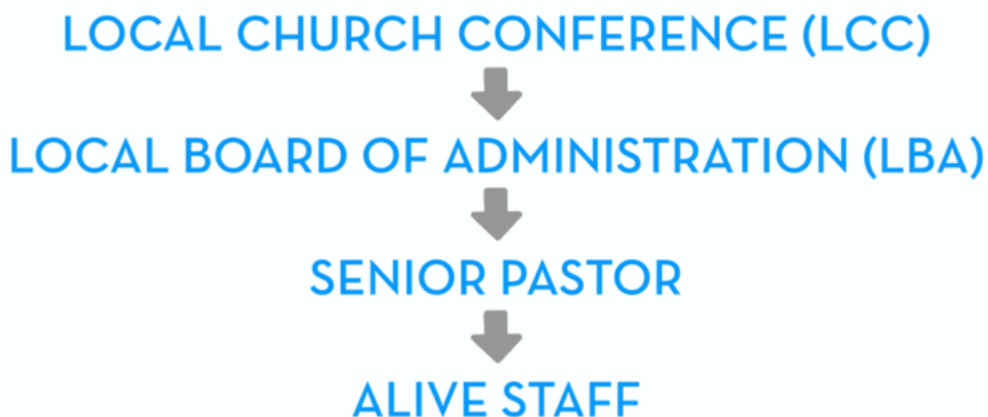 LOCAL CHURCH CONFERENCE (LCC)
LOCAL BOARD OF ADMINISTRATION (LBA)
SENIOR PASTOR
ALIVE STAFF